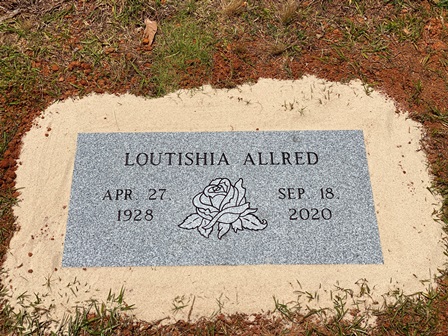 LOUTISHIA ALLRED
APR. 27, 1928
SEP. 18, 2020